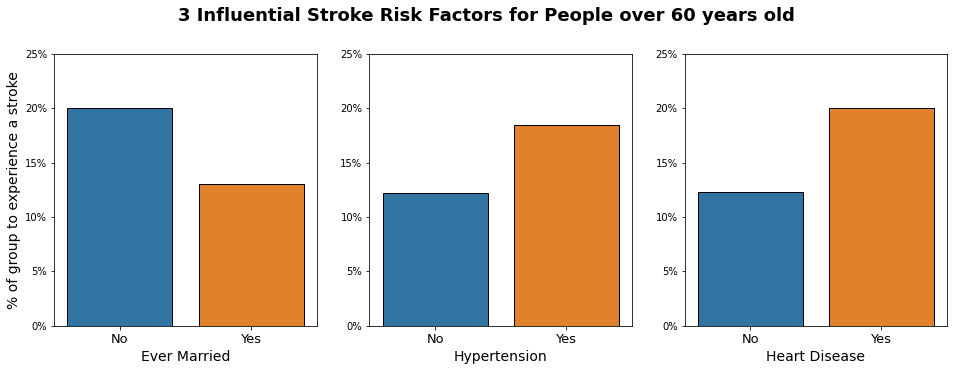 3 Influential Stroke Risk Factors for People over 60 years old
% of group to experience a stroke
25%
20%
15%
10%
5%
0%
No Yes
Ever Married
25%
20%
15%
10%
5%
0%
No Yes
Hypertension
25%
20%
15%
10%
5%
0%
No Yes
Heart Disease